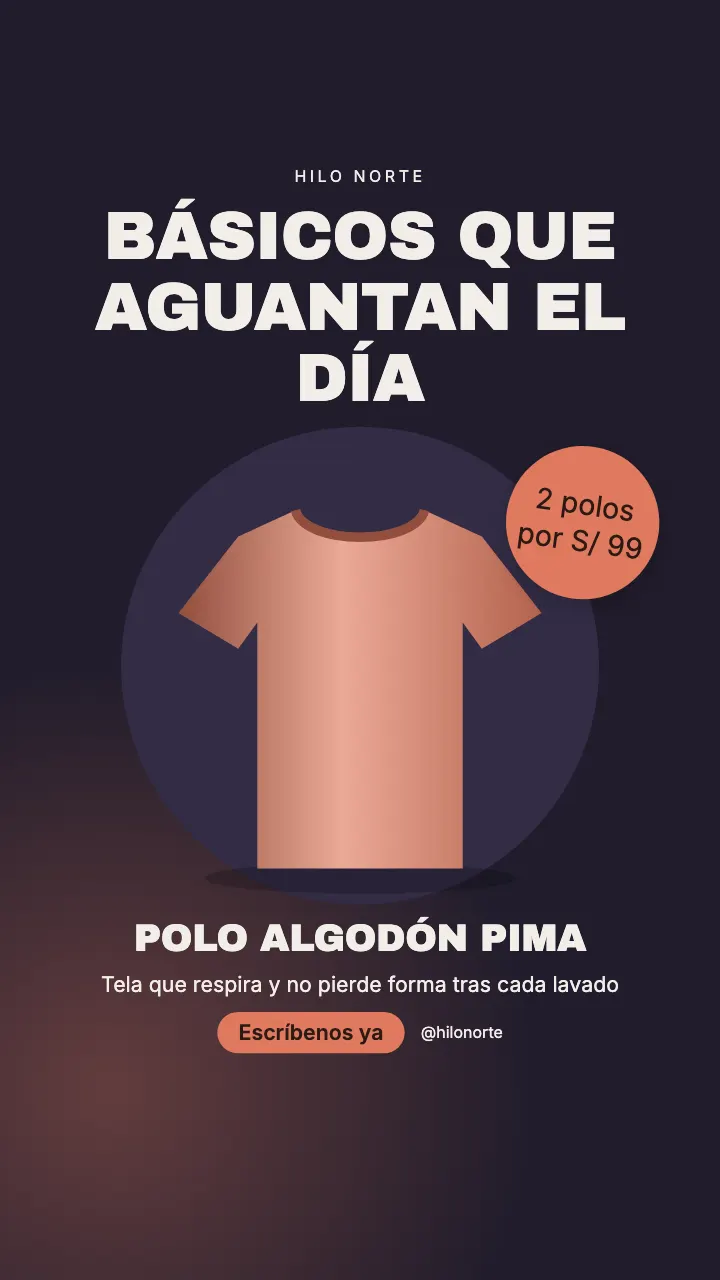 HILO NORTE
BÁSICOS QUE
AGUANTAN EL
DÍA
2 polos
por S/ 99
POLO ALGODÓN PIMA
Tela que respira y no pierde forma tras cada lavado
Escríbenos ya
@hilonorte